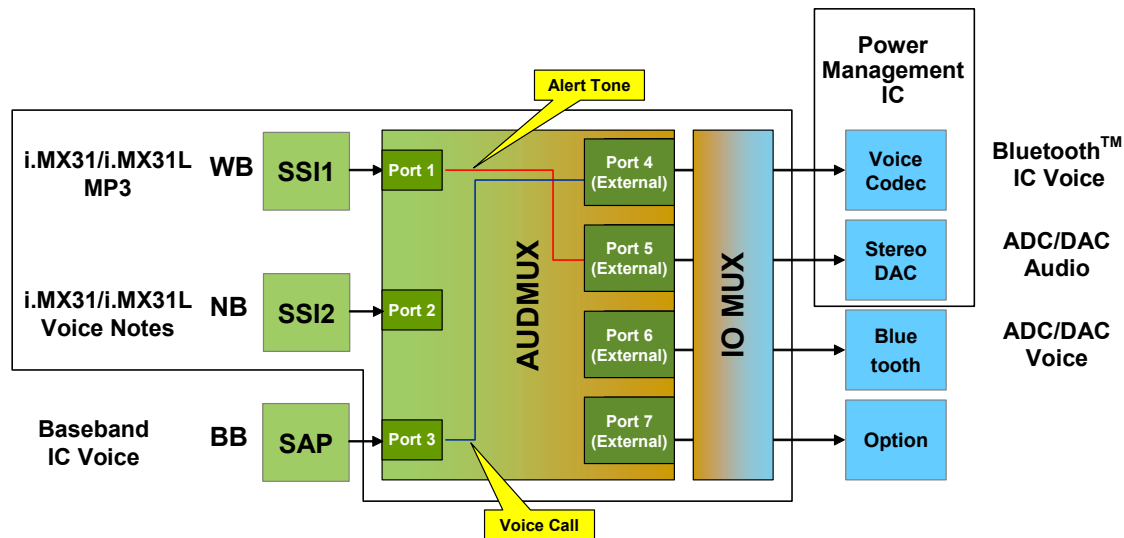 Power
Management
IC
Alert Tone
i.MX31/i.MX31L
MP3
WB
SSI1
Port 1
Port 4
(External)
Voice
Codec
Bluetooth™
IC Voice
Port 5
(External)
Stereo
DAC
ADC/DAC
Audio
i.MX31/i.MX31L
Voice Notes
NB
SSI2
Port 2
AUDMUX
IO MUX
Port 6
(External)
Blue
tooth
ADC/DAC
Voice
Baseband
IC Voice
BB
SAP
Port 3
Port 7
(External)
Option
Voice Call